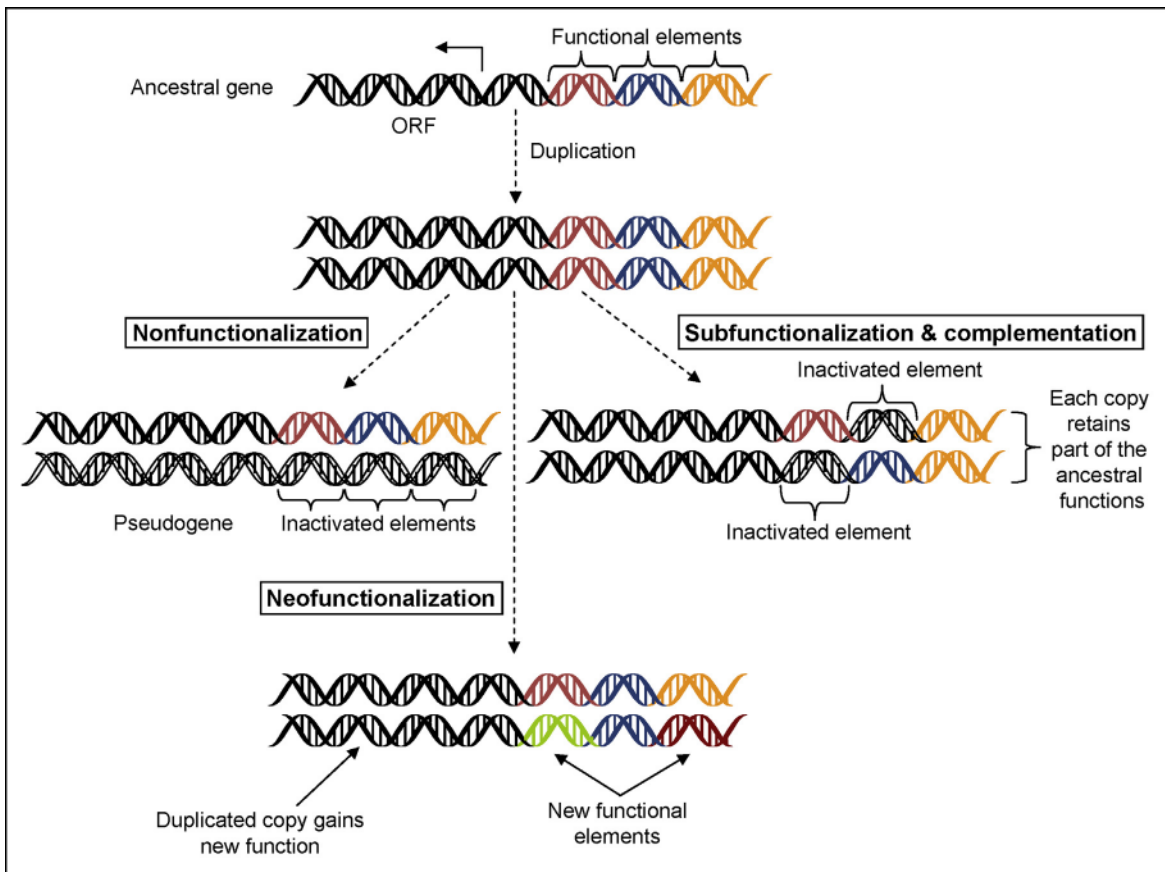 Functional elements
Ancestral gene
ORF
Duplication
Nonfunctionalization
Subfunctionalization & complementation
Inactivated element
Each copy
retains
part of the
ancestral
functions
Pseudogene
Inactivated elements
Inactivated element
Neofunctionalization
Duplicated copy gains
new function
New functional
elements